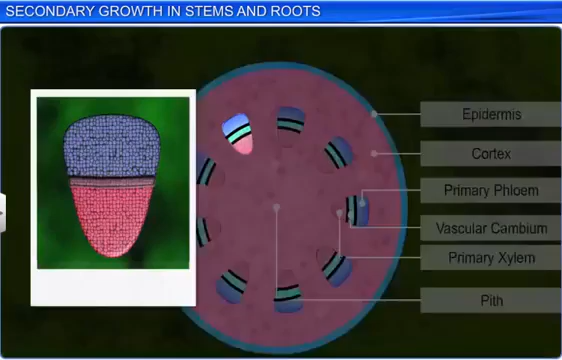 SECONDARY GROWTH IN STEMS AND ROOTS
Epidermis
Cortex
Primary Phloem
Vascular Cambium
Primary Xylem
Pith